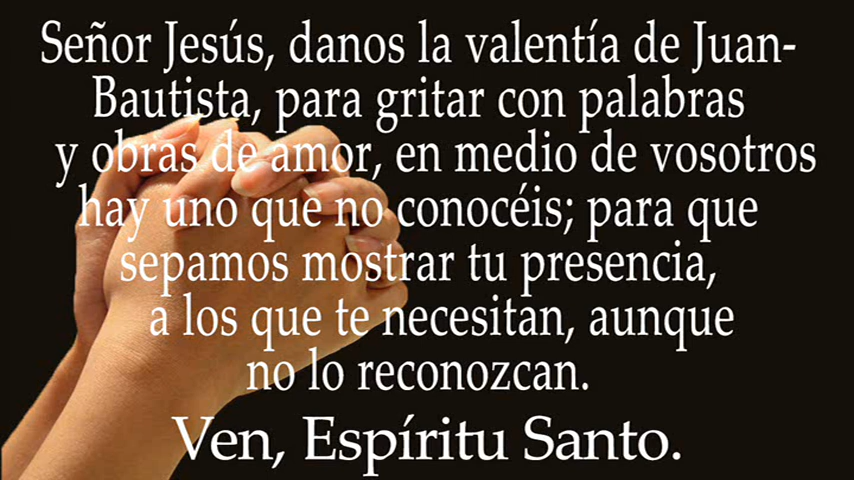 Señor Jesús, danos la valentía de Juan-
Bautista, para gritar con palabras
y obras de amor, en medio de vosotros
hay uno que no conocéis; para que
sepamos mostrar tu presencia,
a los que te necesitan, aunque
no lo reconozcan.
Ven, Espíritu Santo.